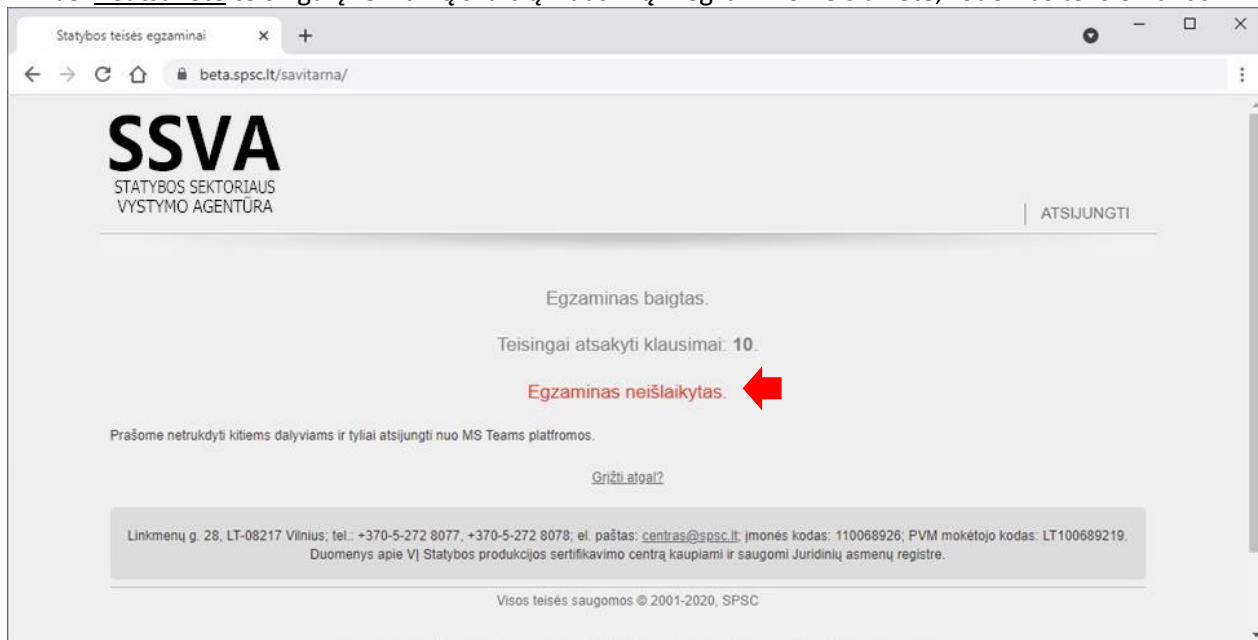 Statybos teisės egzaminai
beta.spsc.lt/savitarna/
SSVA
STATYBOS SEKTORIAUS
VYSTYMO AGENTŪRA
ATSIJUNGTI
Egzaminas baigtas.
Teisingai atsakyti klausimai: 10.
Egzaminas neišlaikytas.
Prašome netrukdyti kitiems dalyviams ir tyliai atsijungti nuo MS Teams platfromos.
Grįžti atgal?
Linkmenų g. 28, LT-08217 Vilnius; tel.: +370-5-272 8077, +370-5-272 8078; el. paštas: centras@spsc.lt; įmonės kodas: 110068926; PVM mokėtojo kodas: LT100689219.
Duomenys apie VĮ Statybos produkcijos sertifikavimo centrą kaupiami ir saugomi Juridinių asmenų registre.
Visos teisės saugomos © 2001-2020, SPSC